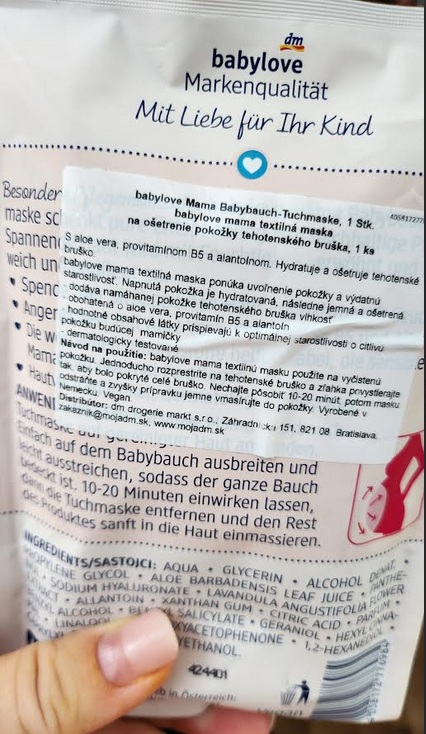 dm
babylove
Markenqualität
Mit Liebe für Ihr Kind
babylove Mama Babybauch-Tuchmaske, 1 Stk.
babylove mama textilná maska
na ošetrenie pokožky tehotenského bruška, 1 ks
S aloe vera, provitamínom B5 a alantoínom. Hydratuje a ošetruje tehotenské
bruško.
babylove mama textilná maska ponúka uvoľnenie pokožky a výdatnú
starostlivosť. Napnutá pokožka je hydratovaná, následne jemná a ošetrená
- dodáva namáhanej pokožke tehotenského bruška vlhkosť
- obohatená o aloe vera, provitamín B5 a alantoín
- hodnotné obsahové látky prispievajú k optimálnej starostlivosti o citlivú
pokožku budúcej mamičky
- dermatologicky testované
Návod na použitie: babylove mama textilnú masku použite na vyčistenú
pokožku. Jednoducho rozprestrite na tehotenské bruško a zľahka privystierajte
tak, aby bolo pokryté celé bruško. Nechajte pôsobiť 10-20 minút, potom masku
odstráňte a zvyšky prípravku jemne vmasírujte do pokožky. Vyrobené v
Nemecku. Vegan
Distribútor: dm drogerie markt s.r.o., Záhradnícka 151, 821 08 Bratislava,
zakaznik@mojadm.sk, www.mojadm.sk
Besonder
maske sc
Spannen
weich un
• Spend
• Anger
• Die w
Mama
• Haut
ANWEN
Tuchmaske auf gereinigter Haut
Einfach auf dem Babybauch ausbreiten und
leicht ausstreichen, sodass der ganze Bauch
bedeckt ist. 10-20 Minuten einwirken lassen,
dann die Tuchmaske entfernen und den Rest
des Produktes sanft in die Haut einmassieren.
INGREDIENTS/SASTOJCI: AQUA • GLYCERIN • ALCOHOL DENAT. •
PROPYLENE GLYCOL • ALOE BARBADENSIS LEAF JUICE • PANTHE-
SODIUM HYALURONATE • LAVANDULA ANGUSTIFOLIA FLOWER
• ALLANTOIN • XANTHAN GUM • CITRIC ACID • PARFUM •
ALCOHOL • SALICYLATE • GERANIOL • HEXYL CINNA-
LINALOOL • 1,2-HEXANEDIOL
424401
in Österreich: